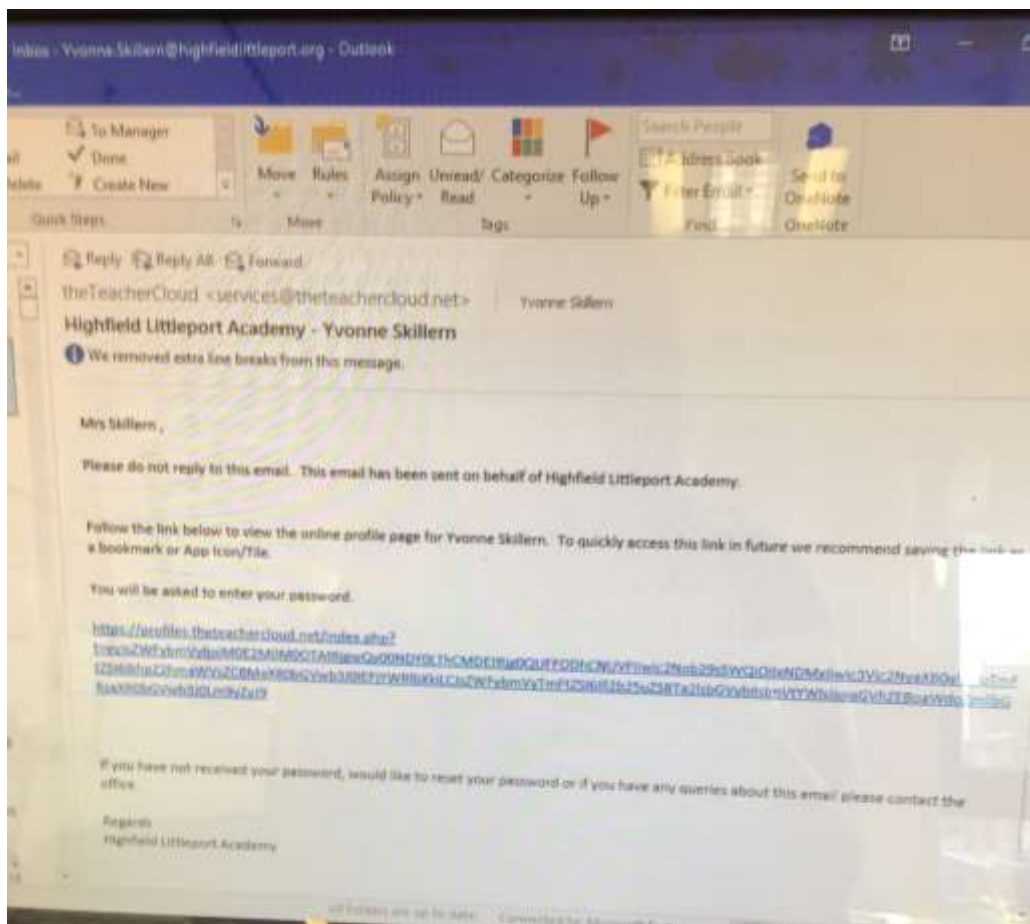 Inbox - Yvonne.Skillern@highfieldlittleport.org - Outlook
To Manager
Done
Create New
Delete
Quick Steps
Move
Rules
Move
Assign Policy
Unread/ Read
Categorize
Follow Up
Tags
Search People
Address Book
Filter Email
Find
Send to OneNote
OneNote
Reply Reply All Forward
theTeacherCloud <services@theteachercloud.net> Yvonne Skillern
Highfield Littleport Academy - Yvonne Skillern
We removed extra line breaks from this message.
Mrs Skillern ,
Please do not reply to this email. This email has been sent on behalf of Highfield Littleport Academy.
Follow the link below to view the online profile page for Yvonne Skillern. To quickly access this link in future we recommend saving the link as
a bookmark or App Icon/Tile.
You will be asked to enter your password.
https://profiles.theteachercloud.net/index.php?
If you have not received your password, would like to reset your password or if you have any queries about this email please contact the
office.
Regards
Highfield Littleport Academy
All folders are up to date.